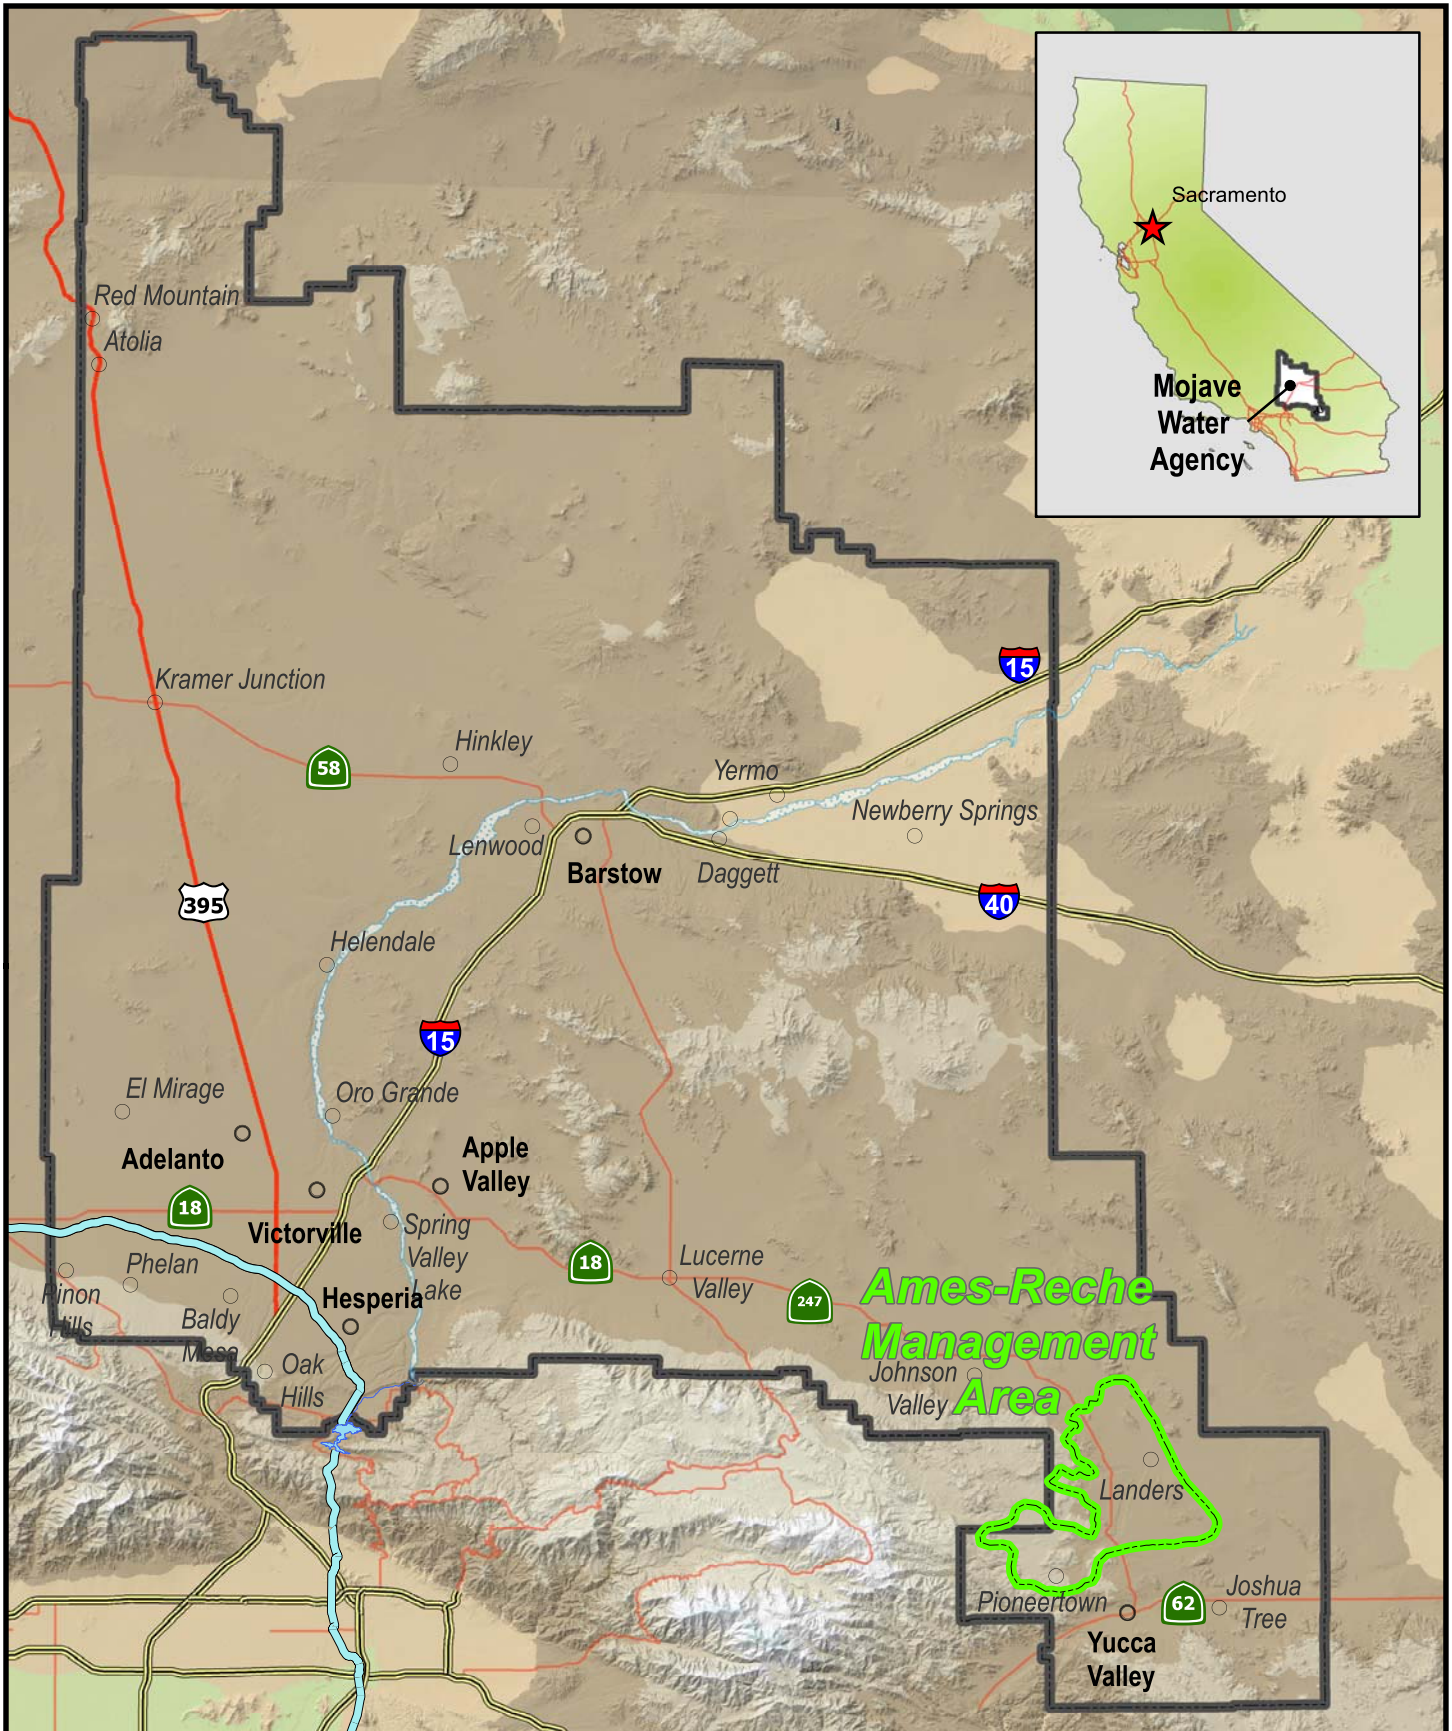 Sacramento
Mojave
Water
Agency
Red Mountain
Atolia
15
Kramer Junction
Hinkley
58
Yermo
Newberry Springs
Lenwood
Barstow
Daggett
395
40
Helendale
15
El Mirage
Oro Grande
Adelanto
Apple
Valley
18
Victorville
Spring
Valley
Lake
Phelan
18
Lucerne
Valley
Pinon
Hills
Hesperia
Baldy
Mesa
247
Ames-Reche
Management
Area
Oak
Hills
Johnson
Valley
Landers
Pioneertown
62
Joshua
Tree
Yucca
Valley